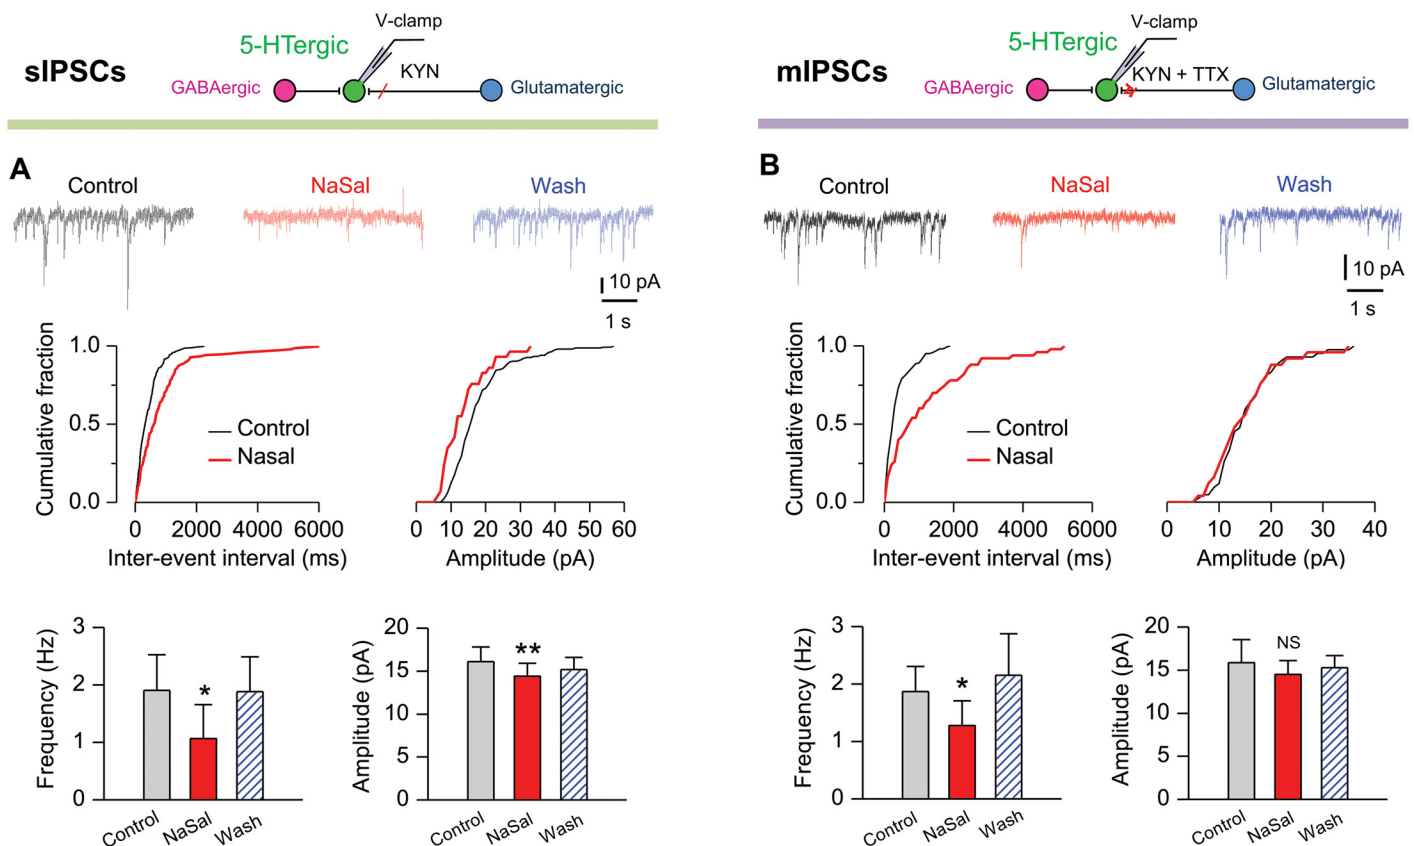 sIPSCs
V-clamp
5-HTergic
KYN
GABAergic
Glutamatergic
A
Control
NaSal
Wash
10 pA
1 s
Cumulative fraction
1.0
0.5
0.0
Control
Nasal
0 2000 4000 6000
Inter-event interval (ms)
0 10 20 30 40 50 60
Amplitude (pA)
Frequency (Hz)
3
2
1
0
*
Control NaSal Wash
Amplitude (pA)
20
15
10
5
0
**
Control NaSal Wash
mIPSCs
V-clamp
5-HTergic
KYN + TTX
GABAergic
Glutamatergic
B
Control
NaSal
Wash
10 pA
1 s
Cumulative fraction
1.0
0.5
0.0
Control
Nasal
0 2000 4000 6000
Inter-event interval (ms)
0 10 20 30 40
Amplitude (pA)
Frequency (Hz)
3
2
1
0
*
Control NaSal Wash
Amplitude (pA)
20
15
10
5
0
NS
Control NaSal Wash